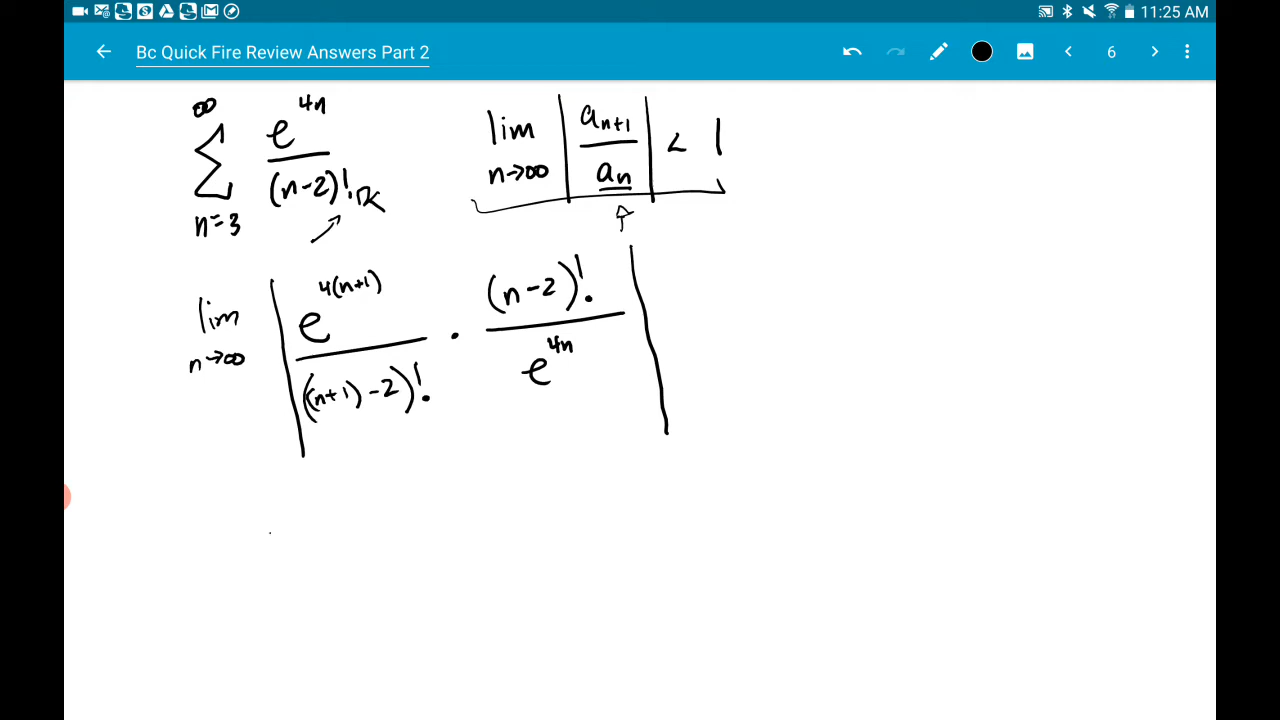 11:25 AM
Bc Quick Fire Review Answers Part 2
6
∞ ∑ n=3 e^4n / (n-2)!
lim n→∞ | a_n+1 / a_n | < 1
lim n→∞ | e^4(n+1) / ((n+1)-2)! · (n-2)! / e^4n |